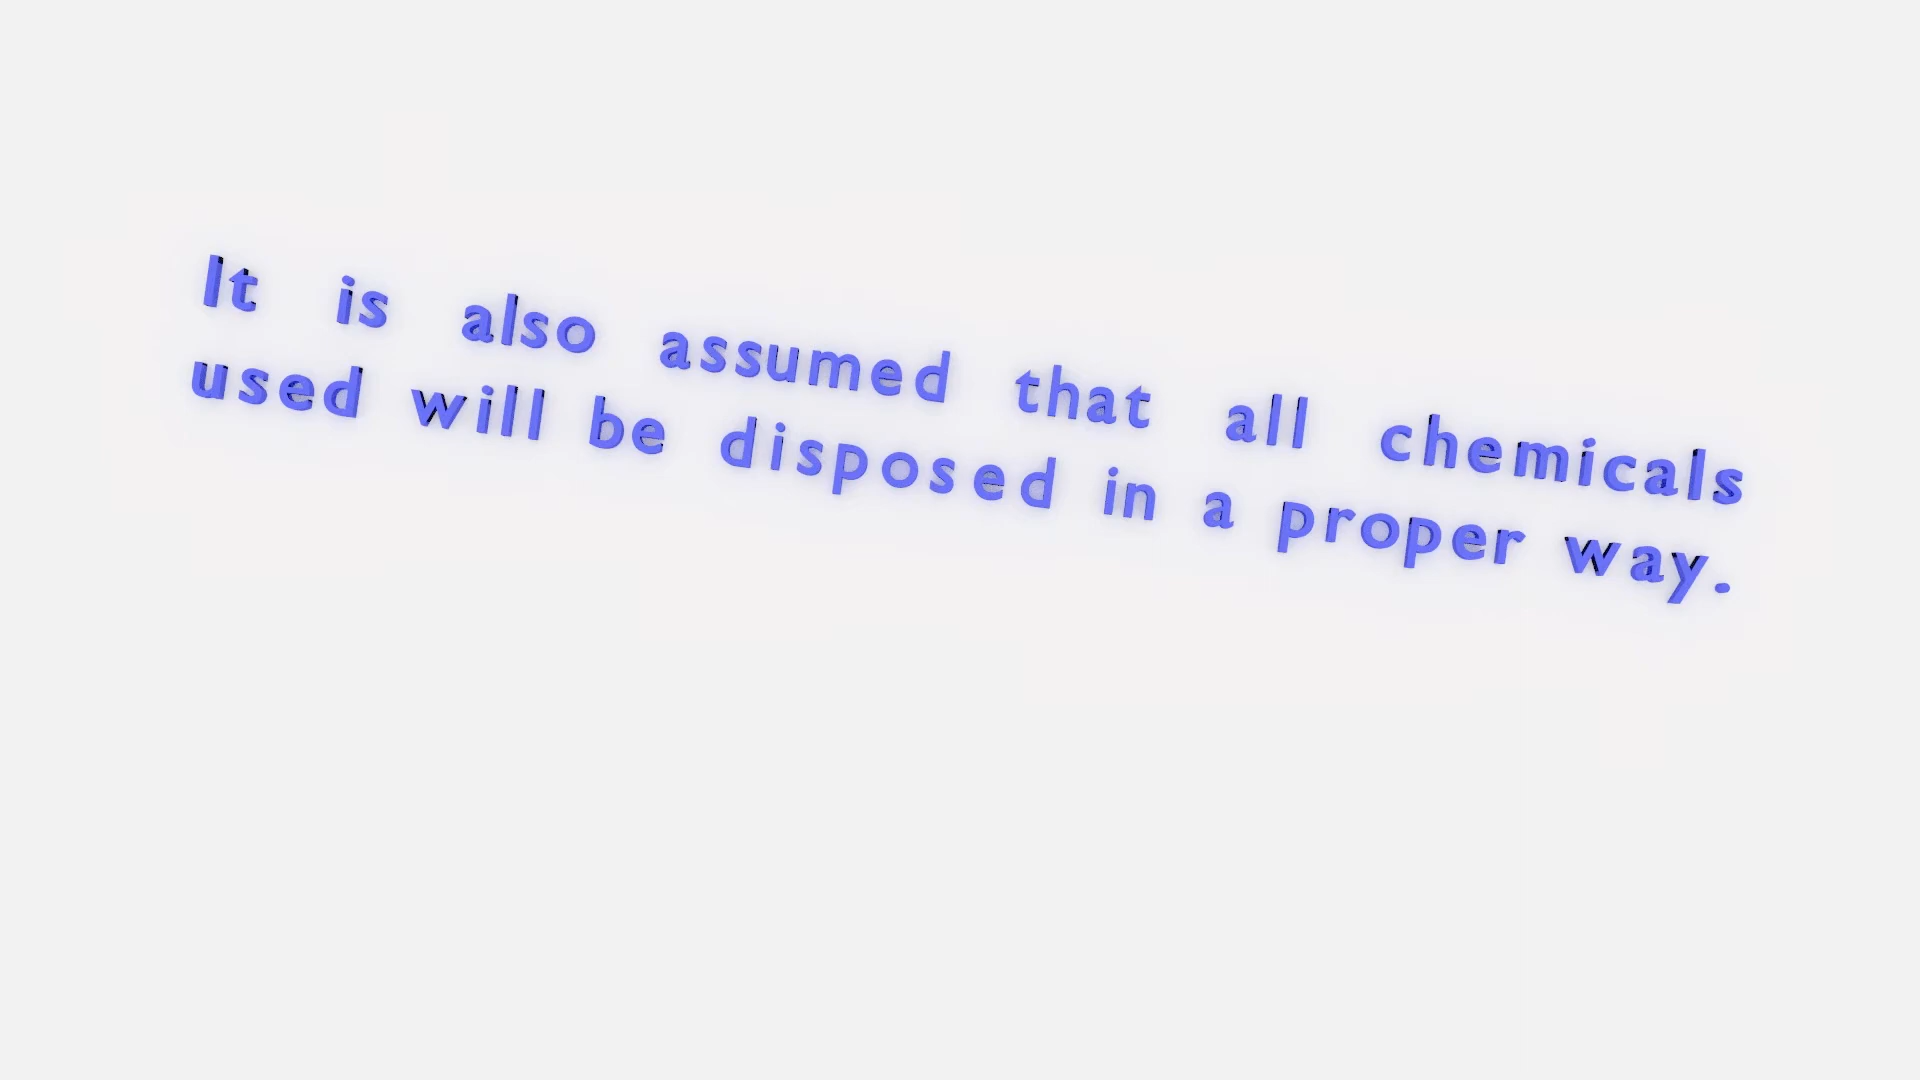 It is also assumed that all chemicals
used will be disposed in a proper way.